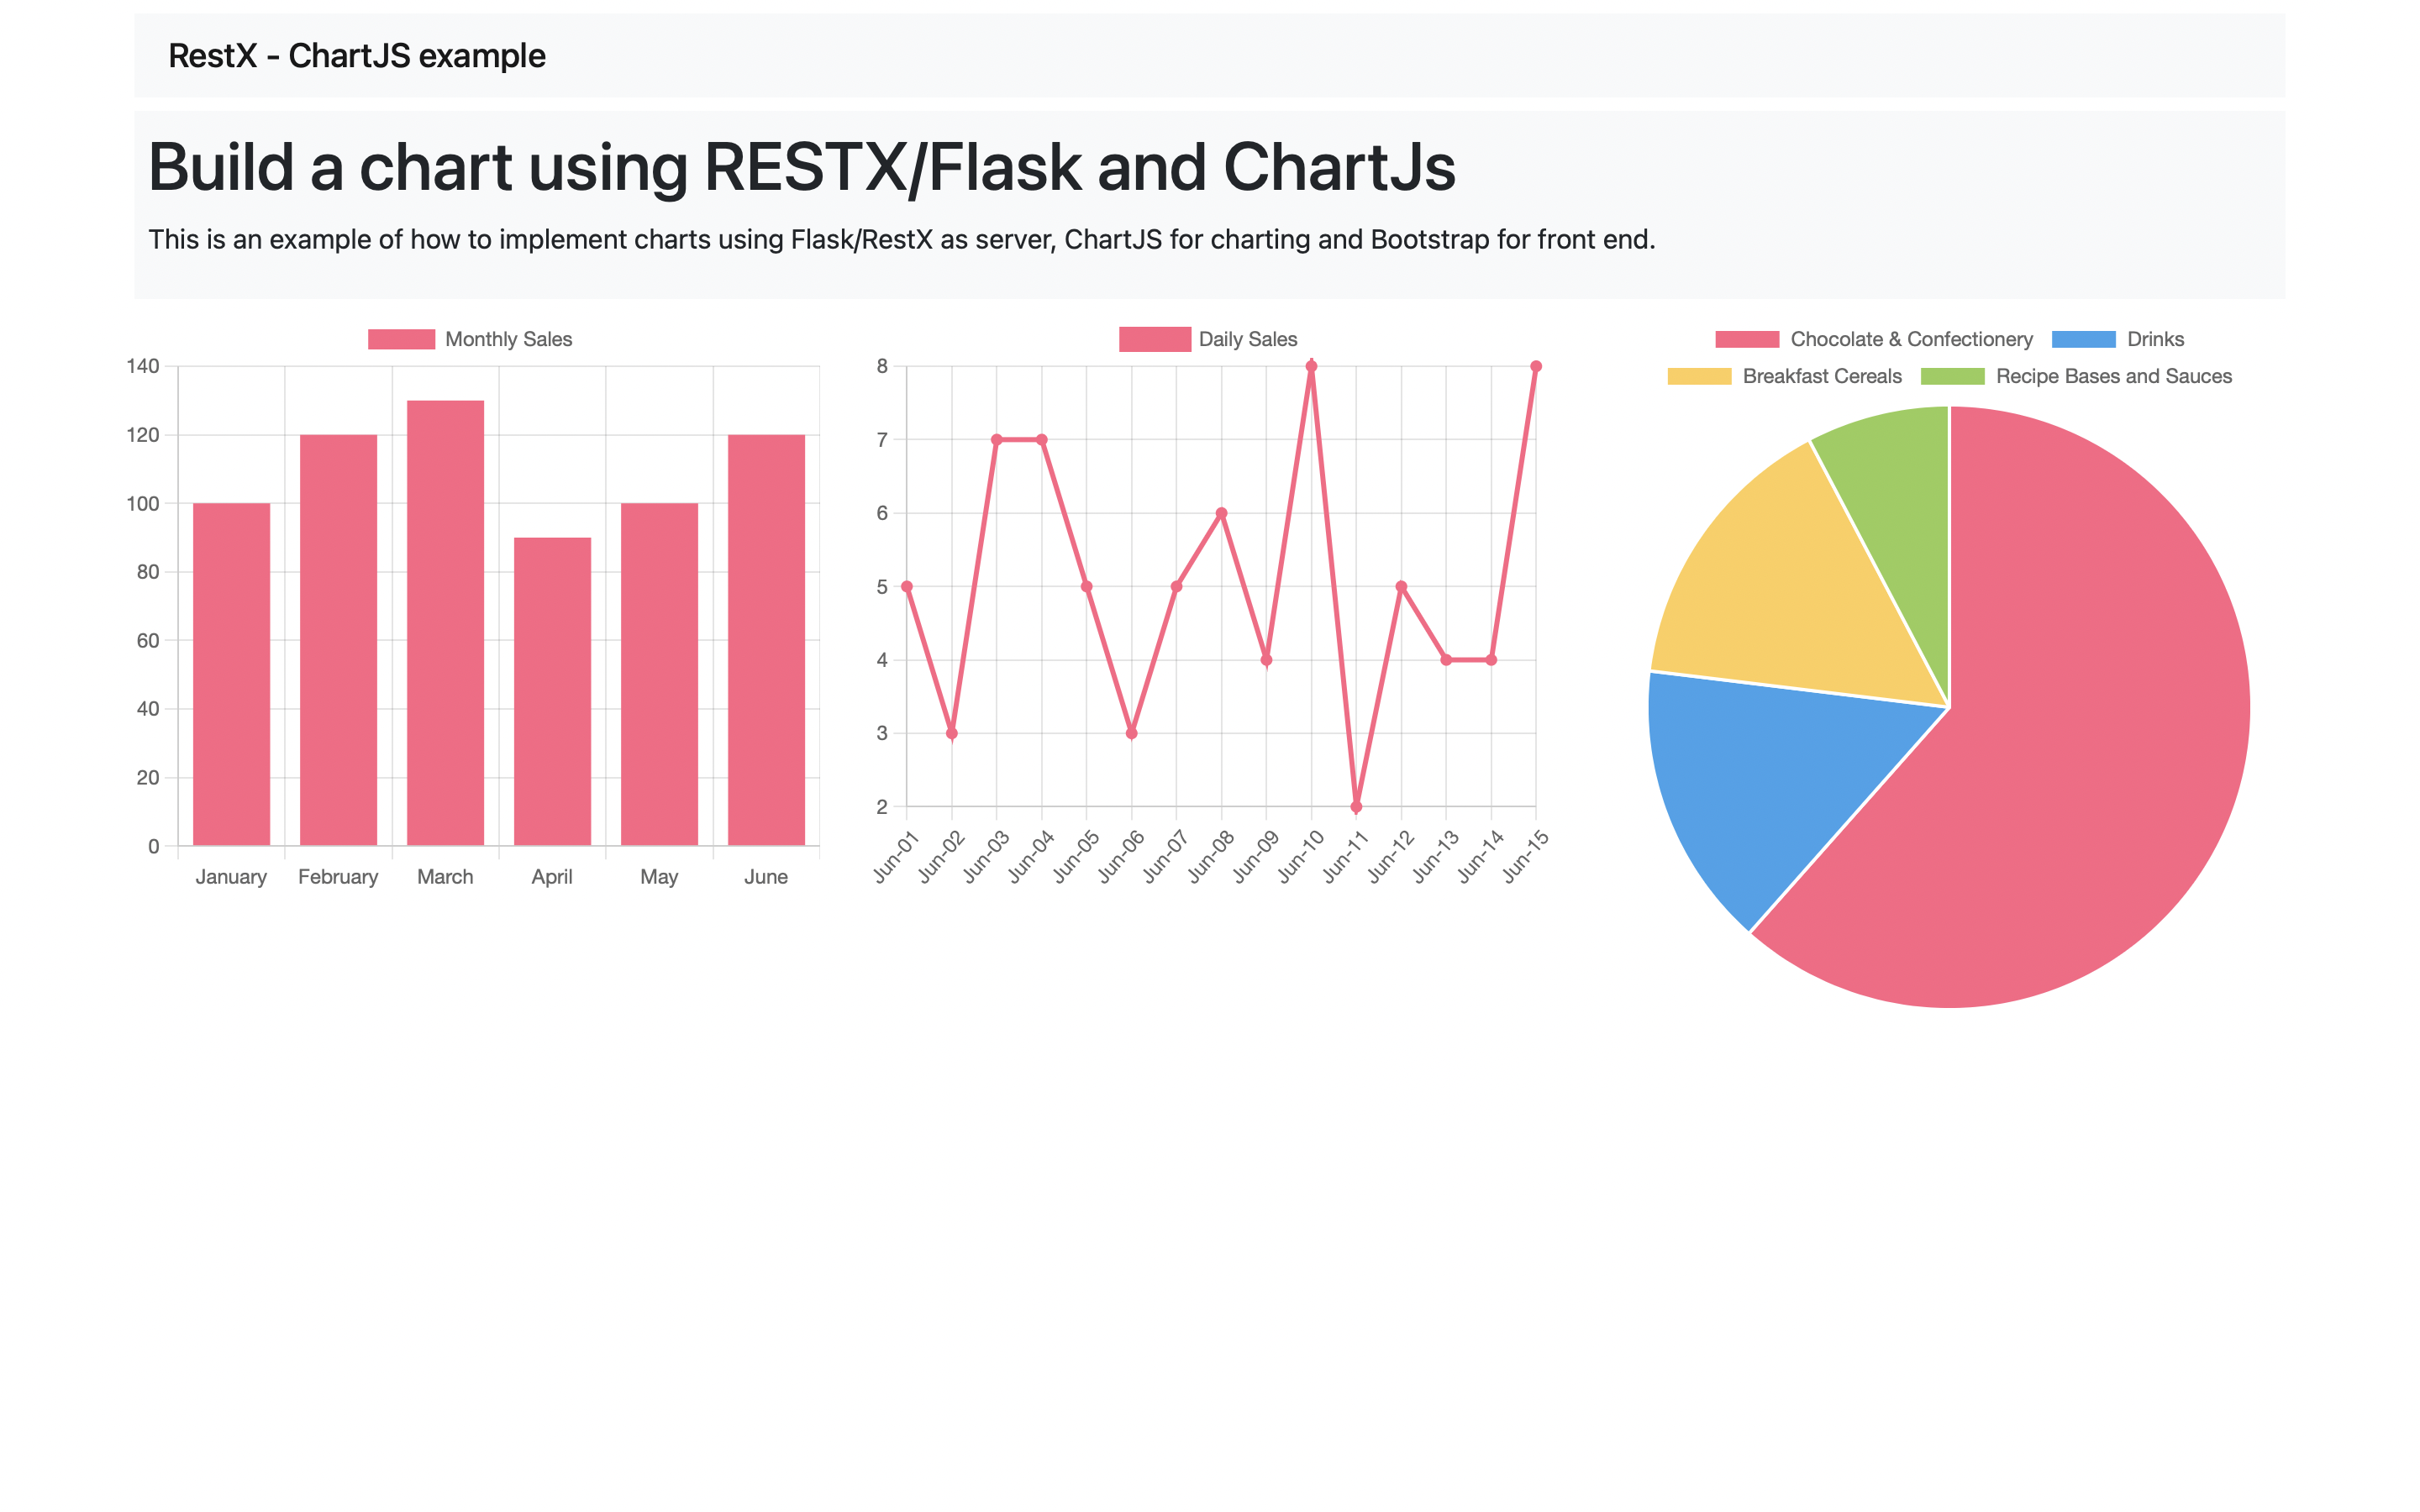 RestX - ChartJS example
Build a chart using RESTX/Flask and ChartJs
This is an example of how to implement charts using Flask/RestX as server, ChartJS for charting and Bootstrap for front end.
Monthly Sales
140
120
100
80
60
40
20
0
January February March April May June
Daily Sales
8
7
6
5
4
3
2
Jun-01 Jun-02 Jun-03 Jun-04 Jun-05 Jun-06 Jun-07 Jun-08 Jun-09 Jun-10 Jun-11 Jun-12 Jun-13 Jun-14 Jun-15
Chocolate & Confectionery Drinks
Breakfast Cereals Recipe Bases and Sauces